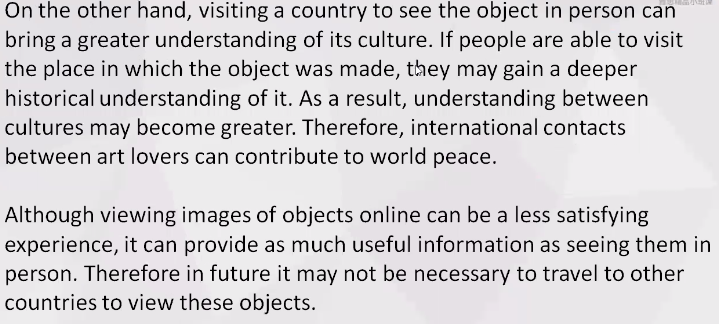 On the other hand, visiting a country to see the object in person can
bring a greater understanding of its culture. If people are able to visit
the place in which the object was made, they may gain a deeper
historical understanding of it. As a result, understanding between
cultures may become greater. Therefore, international contacts
between art lovers can contribute to world peace.
Although viewing images of objects online can be a less satisfying
experience, it can provide as much useful information as seeing them in
person. Therefore in future it may not be necessary to travel to other
countries to view these objects.